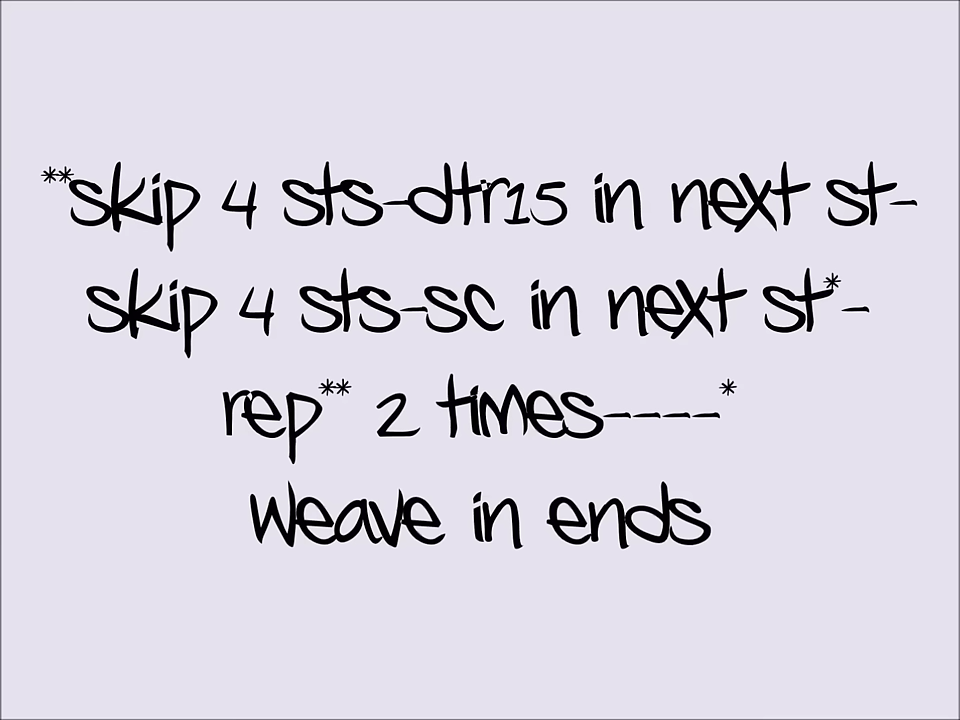 **skip 4 sts-dtr15 in next st-
skip 4 sts-sc in next st*-
rep** 2 times----*
Weave in ends